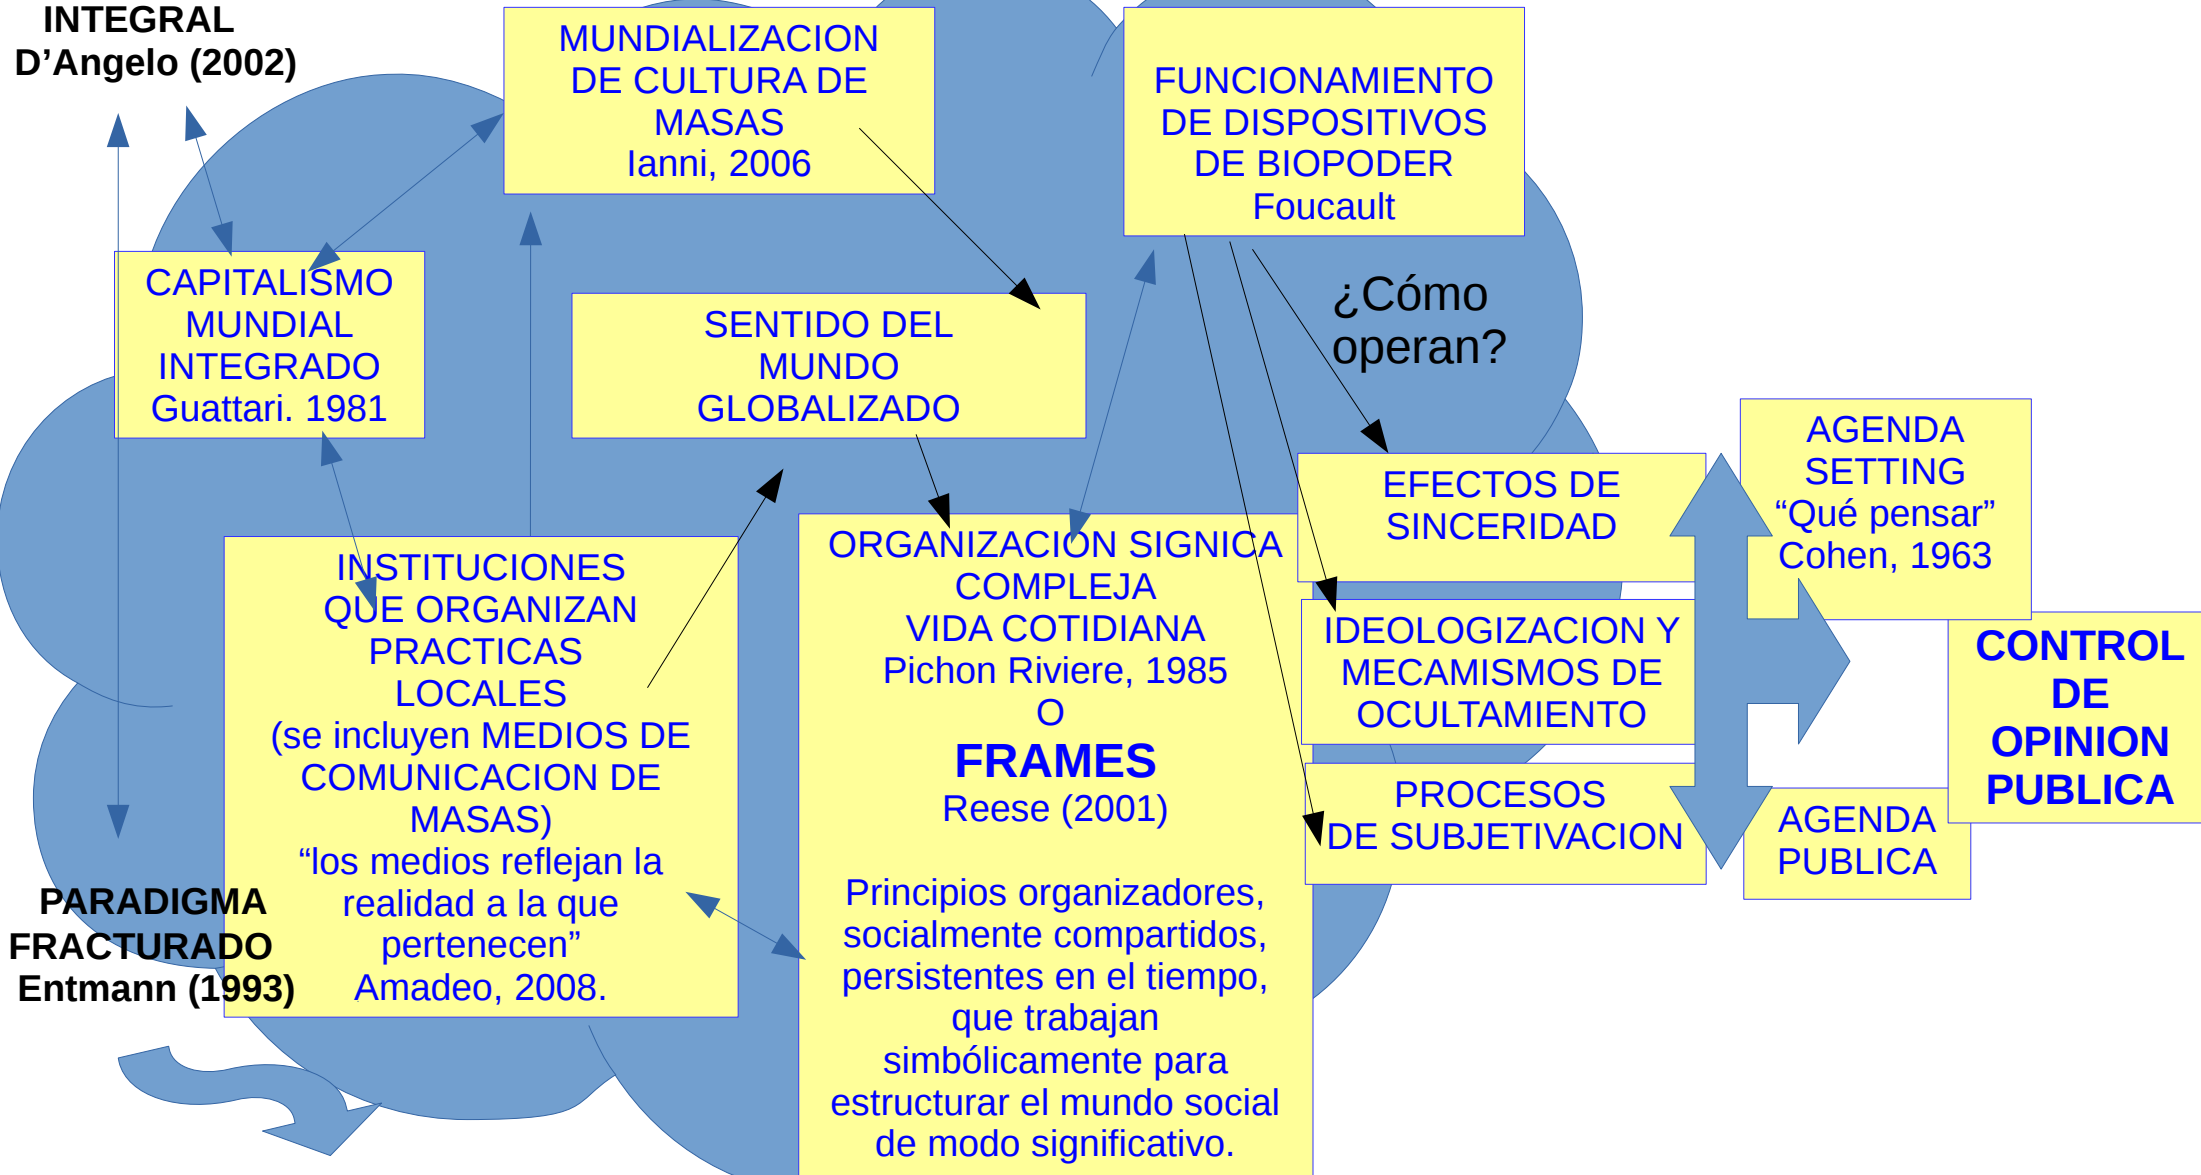 INTEGRAL
D’Angelo (2002)
MUNDIALIZACION
DE CULTURA DE
MASAS
Ianni, 2006
FUNCIONAMIENTO
DE DISPOSITIVOS
DE BIOPODER
Foucault
CAPITALISMO
MUNDIAL
INTEGRADO
Guattari. 1981
SENTIDO DEL
MUNDO
GLOBALIZADO
¿Cómo
operan?
INSTITUCIONES
QUE ORGANIZAN
PRACTICAS
LOCALES
(se incluyen MEDIOS DE
COMUNICACION DE
MASAS)
“los medios reflejan la
realidad a la que
pertenecen”
Amadeo, 2008.
ORGANIZACION SIGNICA
COMPLEJA
VIDA COTIDIANA
Pichon Riviere, 1985
O
FRAMES
Reese (2001)
Principios organizadores,
socialmente compartidos,
persistentes en el tiempo,
que trabajan
simbólicamente para
estructurar el mundo social
de modo significativo.
EFECTOS DE
SINCERIDAD
IDEOLOGIZACION Y
MECAMISMOS DE
OCULTAMIENTO
PROCESOS
DE SUBJETIVACION
AGENDA
SETTING
“Qué pensar”
Cohen, 1963
CONTROL
DE
OPINION
PUBLICA
AGENDA
PUBLICA
PARADIGMA
FRACTURADO
Entmann (1993)